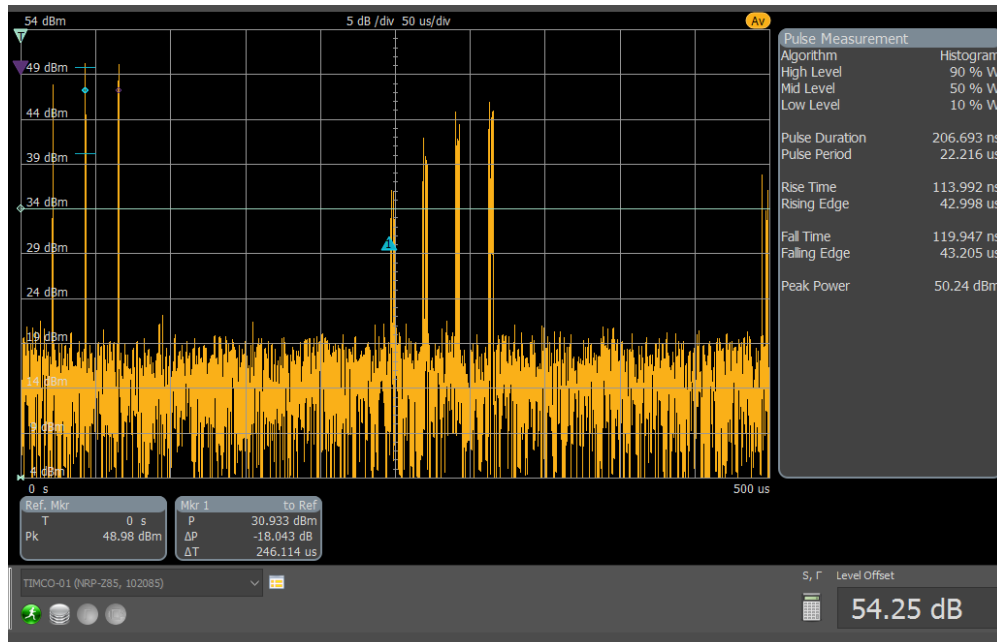 54 dBm 5 dB /div 50 us/div Av
T
49 dBm
44 dBm
39 dBm
34 dBm
29 dBm
24 dBm
19 dBm
14 dBm
9 dBm
4 dBm
1
0 s 500 us
Pulse Measurement
Algorithm Histogram
High Level 90 % W
Mid Level 50 % W
Low Level 10 % W
Pulse Duration 206.693 ns
Pulse Period 22.216 us
Rise Time 113.992 ns
Rising Edge 42.998 us
Fall Time 119.947 ns
Falling Edge 43.205 us
Peak Power 50.24 dBm
Ref. Mkr
T 0 s
Pk 48.98 dBm
Mkr 1 to Ref
P 30.933 dBm
ΔP -18.043 dB
ΔT 246.114 us
TIMCO-01 (NRP-Z85, 102085)
S, Γ Level Offset
54.25 dB